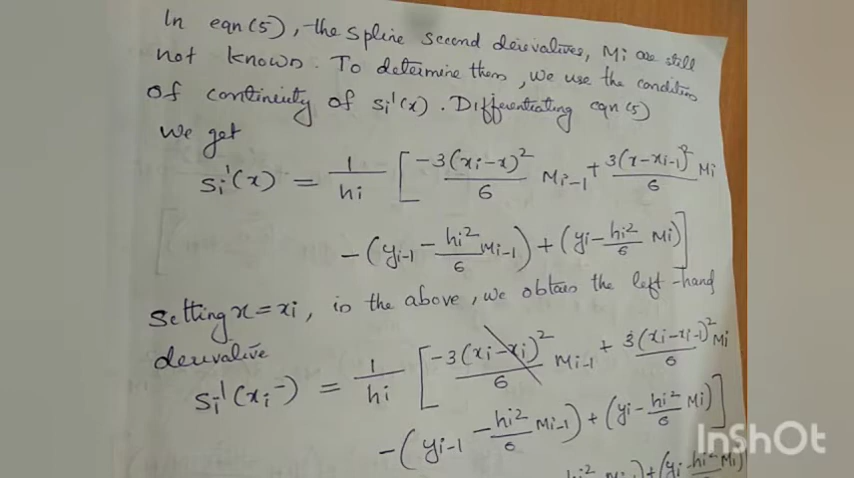 In eqn(5), the spline second derivatives, Mi are still
not known. To determine them, we use the condition
of continuity of si'(x). Differentiating eqn(5)
we get
si'(x) = 1/hi [ -3(xi-x)²/6 Mi-1 + 3(x-xi-1)²/6 Mi
-(yi-1 - hi²/6 Mi-1) + (yi - hi²/6 Mi) ]
Setting x=xi, in the above, we obtain the left-hand
derivative
si'(xi-) = 1/hi [ -3(xi-xi)²/6 Mi-1 + 3(xi-xi-1)²/6 Mi
-(yi-1 - hi²/6 Mi-1) + (yi - hi²/6 Mi) ]
InShOt